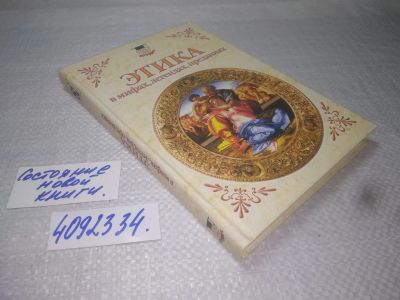 ЭТИКА
в мифах, легендах, преданиях
Состояние
новой
книги.
4092334.